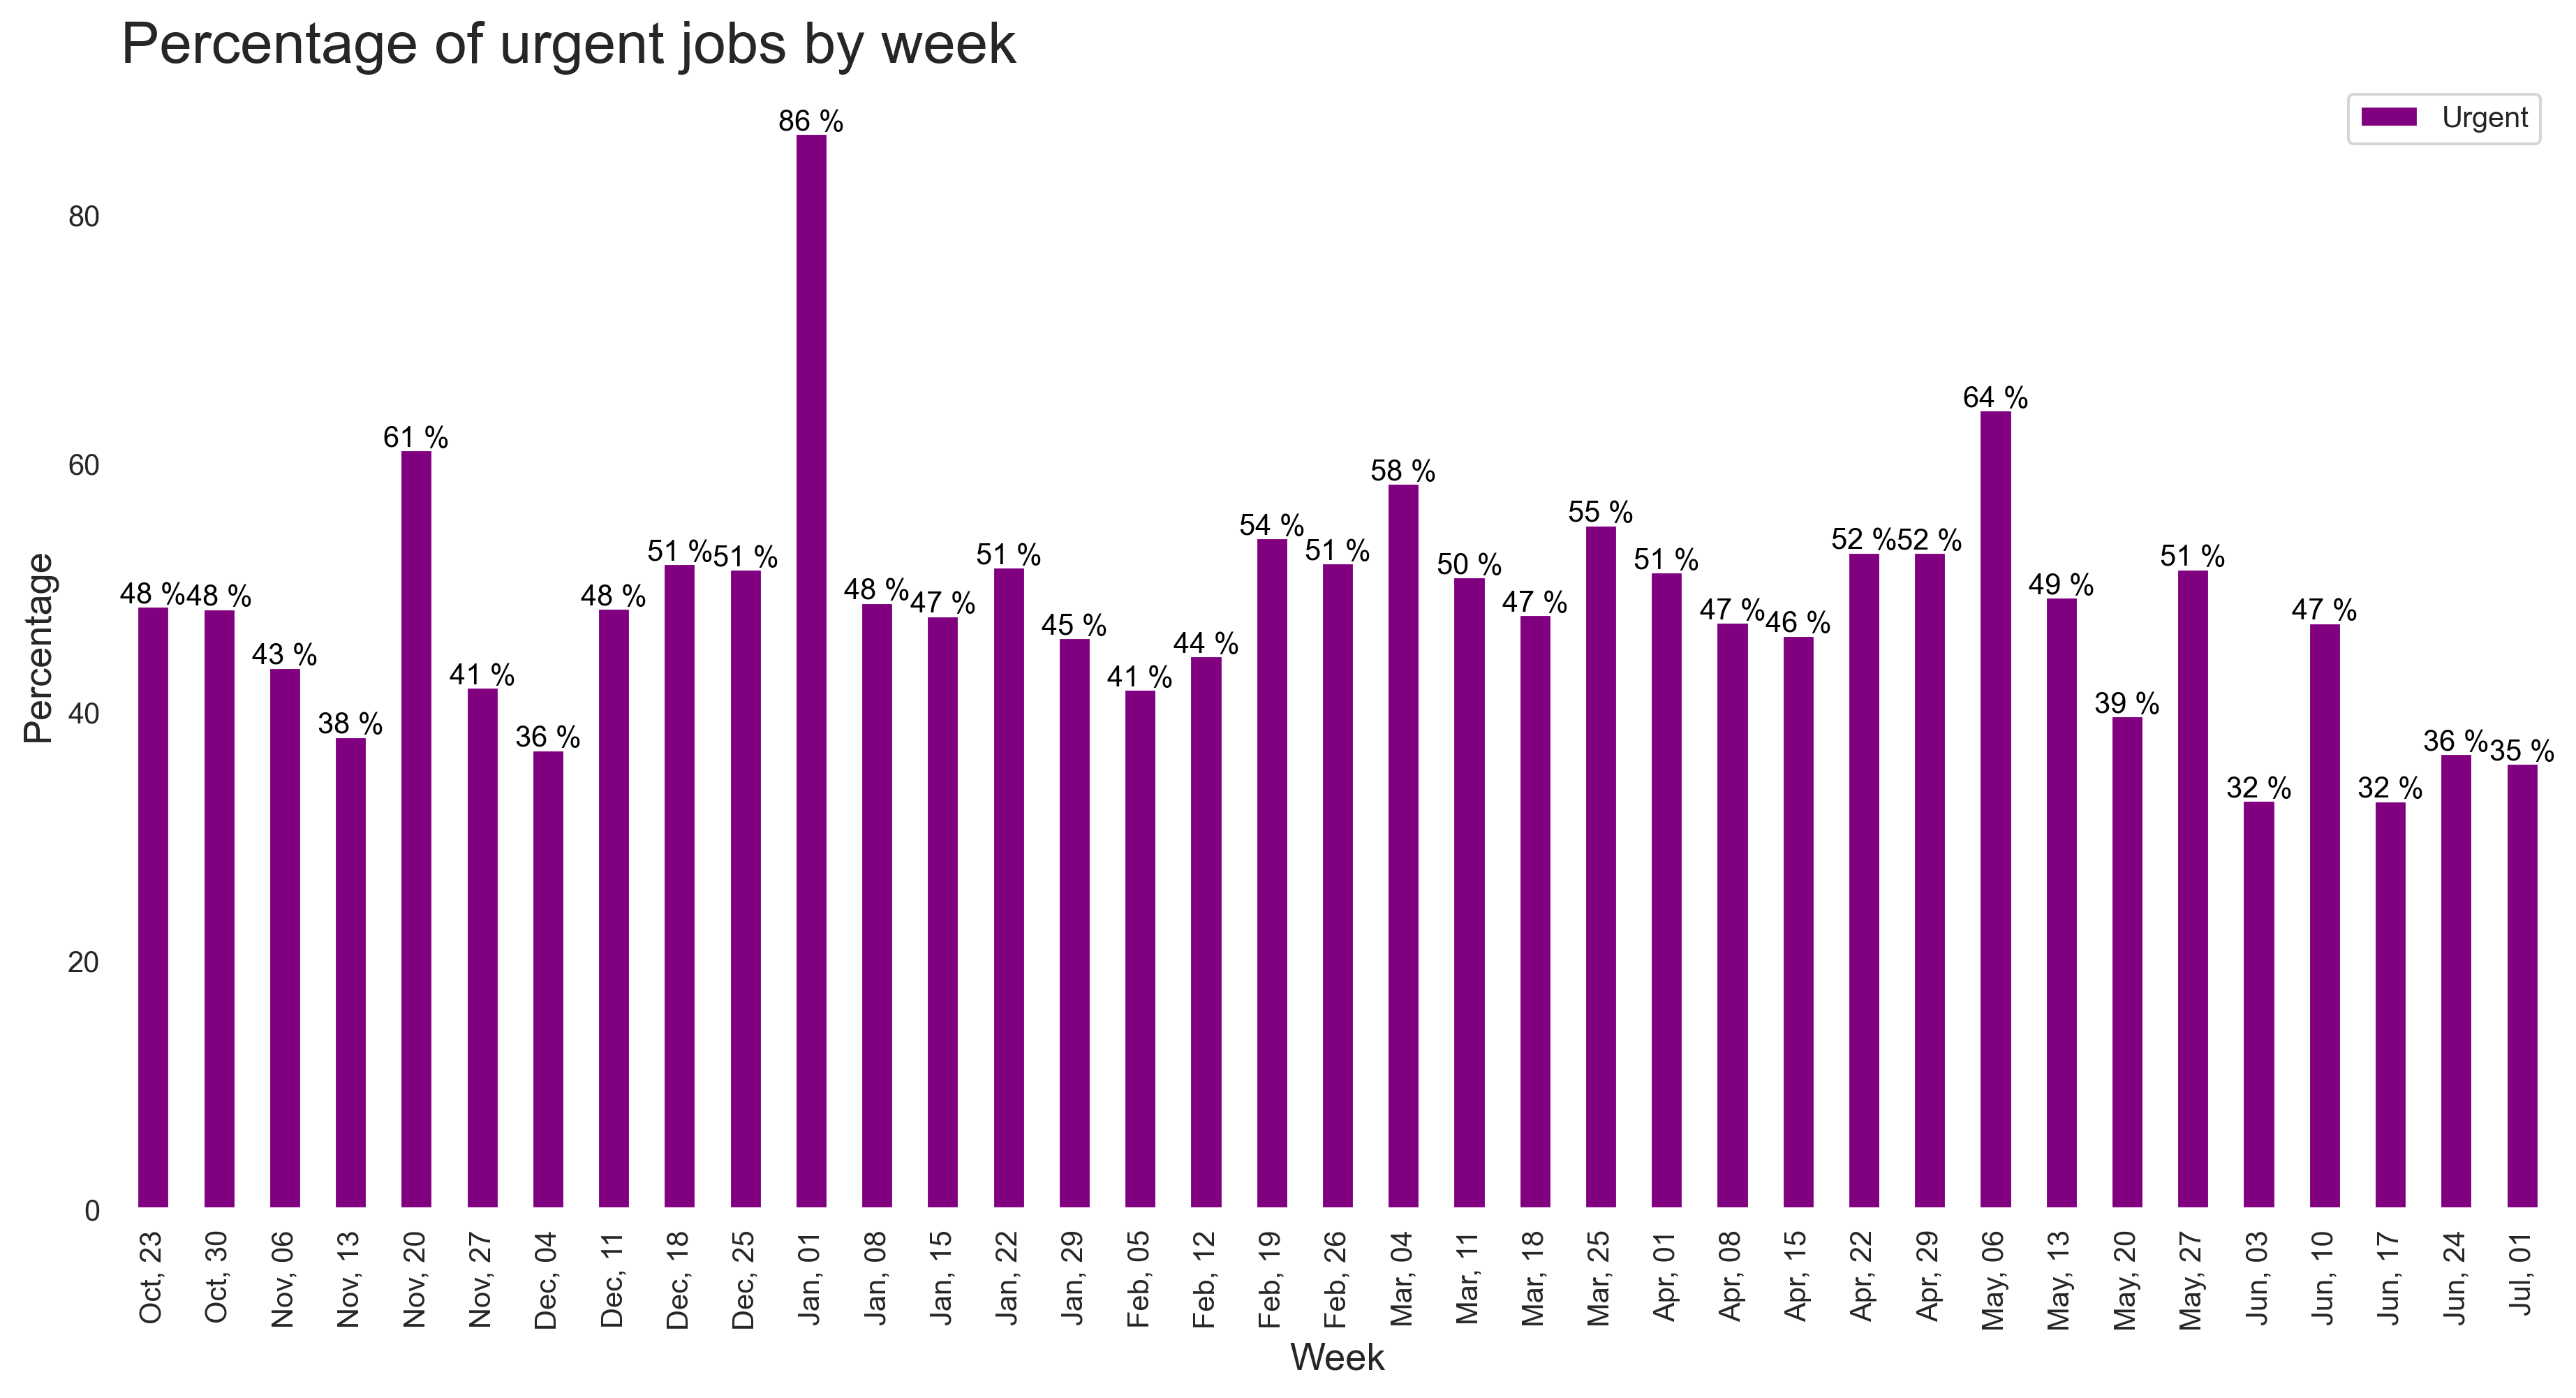 Percentage of urgent jobs by week
Urgent
Percentage
80
60
40
20
0
48 %
48 %
43 %
38 %
61 %
41 %
36 %
48 %
51 %
51 %
86 %
48 %
47 %
51 %
45 %
41 %
44 %
54 %
51 %
58 %
50 %
47 %
55 %
51 %
47 %
46 %
52 %
52 %
64 %
49 %
39 %
51 %
32 %
47 %
32 %
36 %
35 %
Oct, 23
Oct, 30
Nov, 06
Nov, 13
Nov, 20
Nov, 27
Dec, 04
Dec, 11
Dec, 18
Dec, 25
Jan, 01
Jan, 08
Jan, 15
Jan, 22
Jan, 29
Feb, 05
Feb, 12
Feb, 19
Feb, 26
Mar, 04
Mar, 11
Mar, 18
Mar, 25
Apr, 01
Apr, 08
Apr, 15
Apr, 22
Apr, 29
May, 06
May, 13
May, 20
May, 27
Jun, 03
Jun, 10
Jun, 17
Jun, 24
Jul, 01
Week